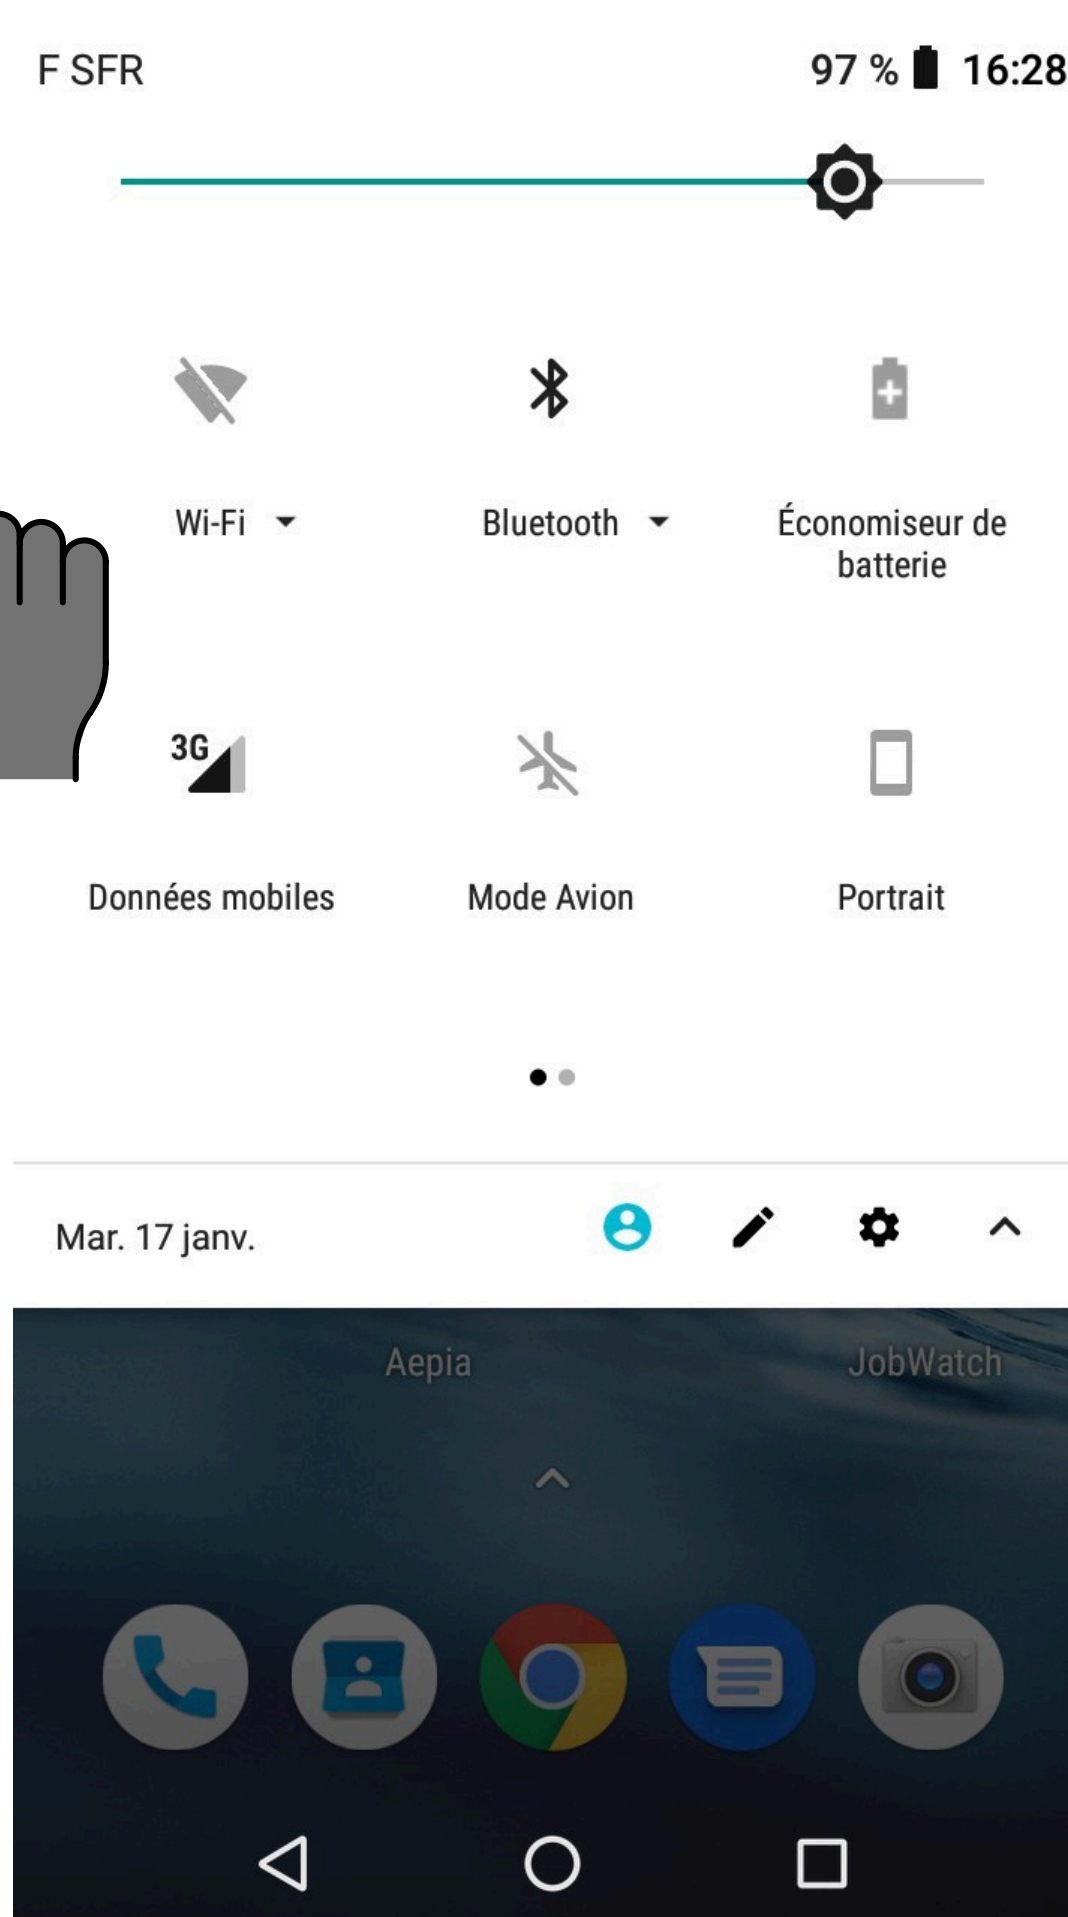 F SFR 97 % 16:28
Wi-Fi Bluetooth Économiseur de
batterie
3G
Données mobiles Mode Avion Portrait
Mar. 17 janv.
Aepia JobWatch